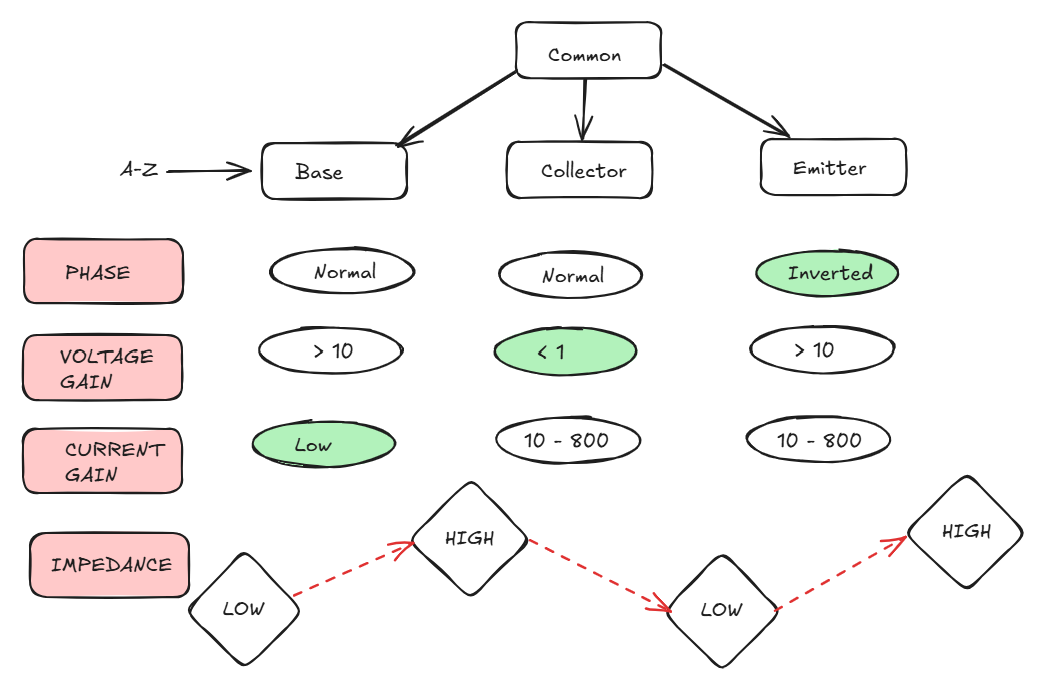 Common
A-Z
Base
Collector
Emitter
PHASE
Normal
Normal
Inverted
VOLTAGE
GAIN
> 10
< 1
> 10
CURRENT
GAIN
Low
10 - 800
10 - 800
IMPEDANCE
LOW
HIGH
LOW
HIGH